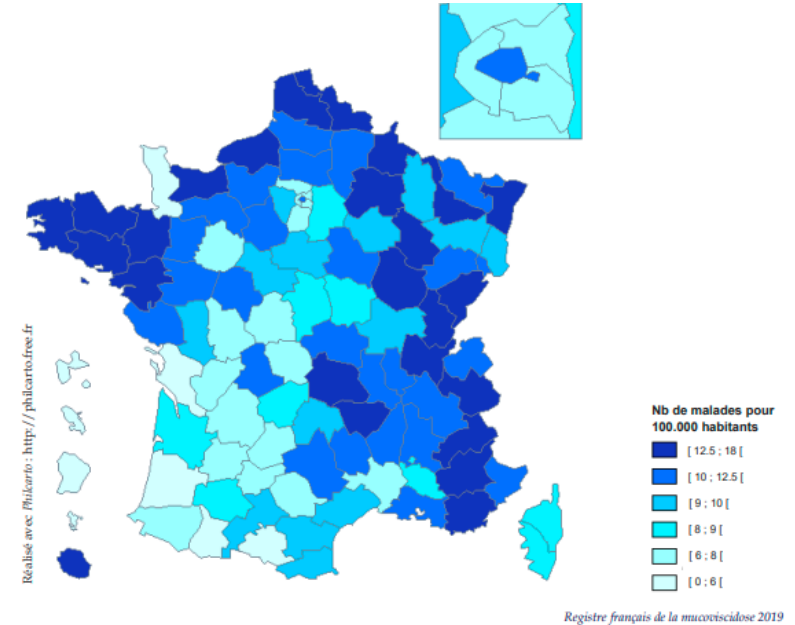 Réalisé avec Philcarto : http:// philcarto.free.fr
Nb de malades pour
100.000 habitants
[ 12.5 ; 18 [
[ 10 ; 12.5 [
[ 9 ; 10 [
[ 8 ; 9 [
[ 6 ; 8 [
[ 0 ; 6 [
Registre français de la mucoviscidose 2019